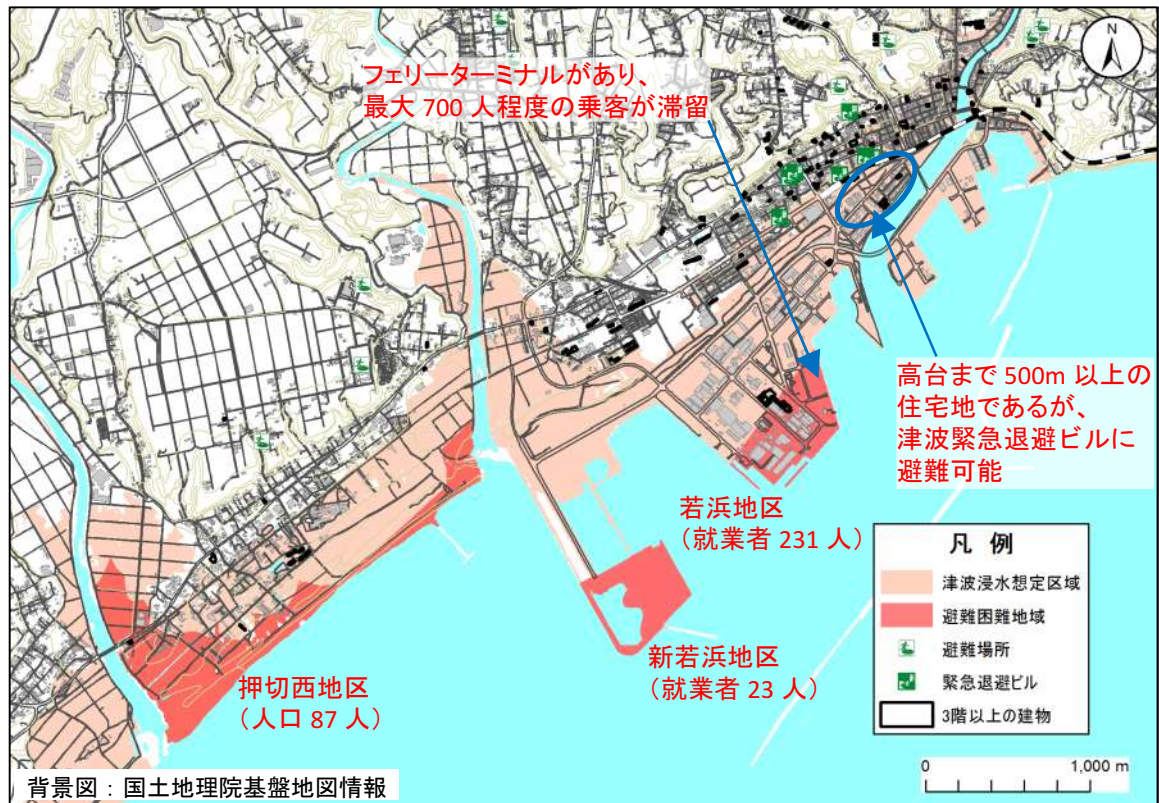 N
フェリーターミナルがあり、
最大 700 人程度の乗客が滞留
高台まで 500m 以上の
住宅地であるが、
津波緊急退避ビルに
避難可能
若浜地区
（就業者 231 人）
新若浜地区
（就業者 23 人）
押切西地区
（人口 87 人）
凡 例
津波浸水想定区域
避難困難地域
避難場所
緊急退避ビル
3階以上の建物
0 1,000 m
背景図：国土地理院基盤地図情報